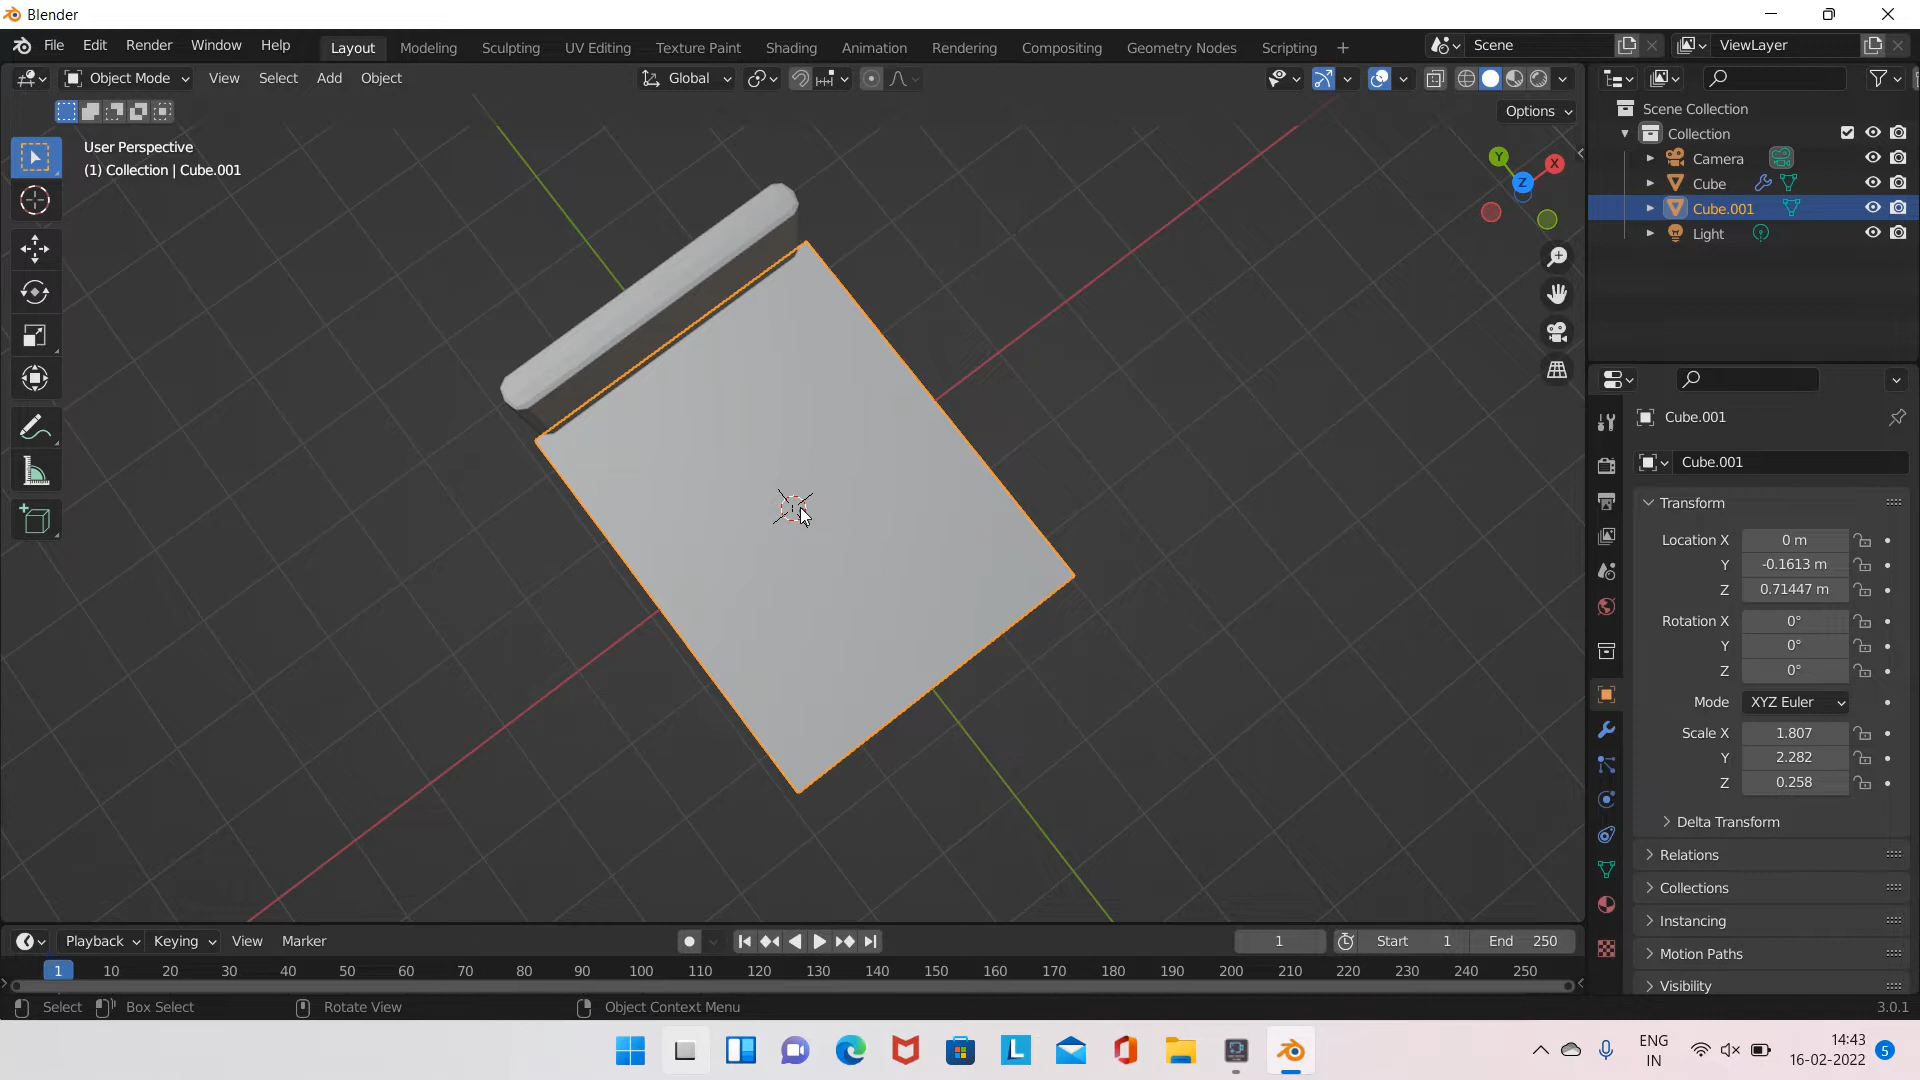 Blender
File Edit Render Window Help
Layout Modeling Sculpting UV Editing Texture Paint Shading Animation Rendering Compositing Geometry Nodes Scripting +
Scene
ViewLayer
Object Mode View Select Add Object
Global
Options
User Perspective
(1) Collection | Cube.001
Y
X
Z
Scene Collection
Collection
Camera
Cube
Cube.001
Light
Cube.001
Cube.001
Transform
Location X 0 m
Y -0.1613 m
Z 0.71447 m
Rotation X 0°
Y 0°
Z 0°
Mode XYZ Euler
Scale X 1.807
Y 2.282
Z 0.258
Delta Transform
Relations
Collections
Instancing
Motion Paths
Visibility
Playback Keying View Marker
1 Start 1 End 250
1 10 20 30 40 50 60 70 80 90 100 110 120 130 140 150 160 170 180 190 200 210 220 230 240 250
Select Box Select Rotate View Object Context Menu
3.0.1
L
ENG
IN
14:43
16-02-2022
5